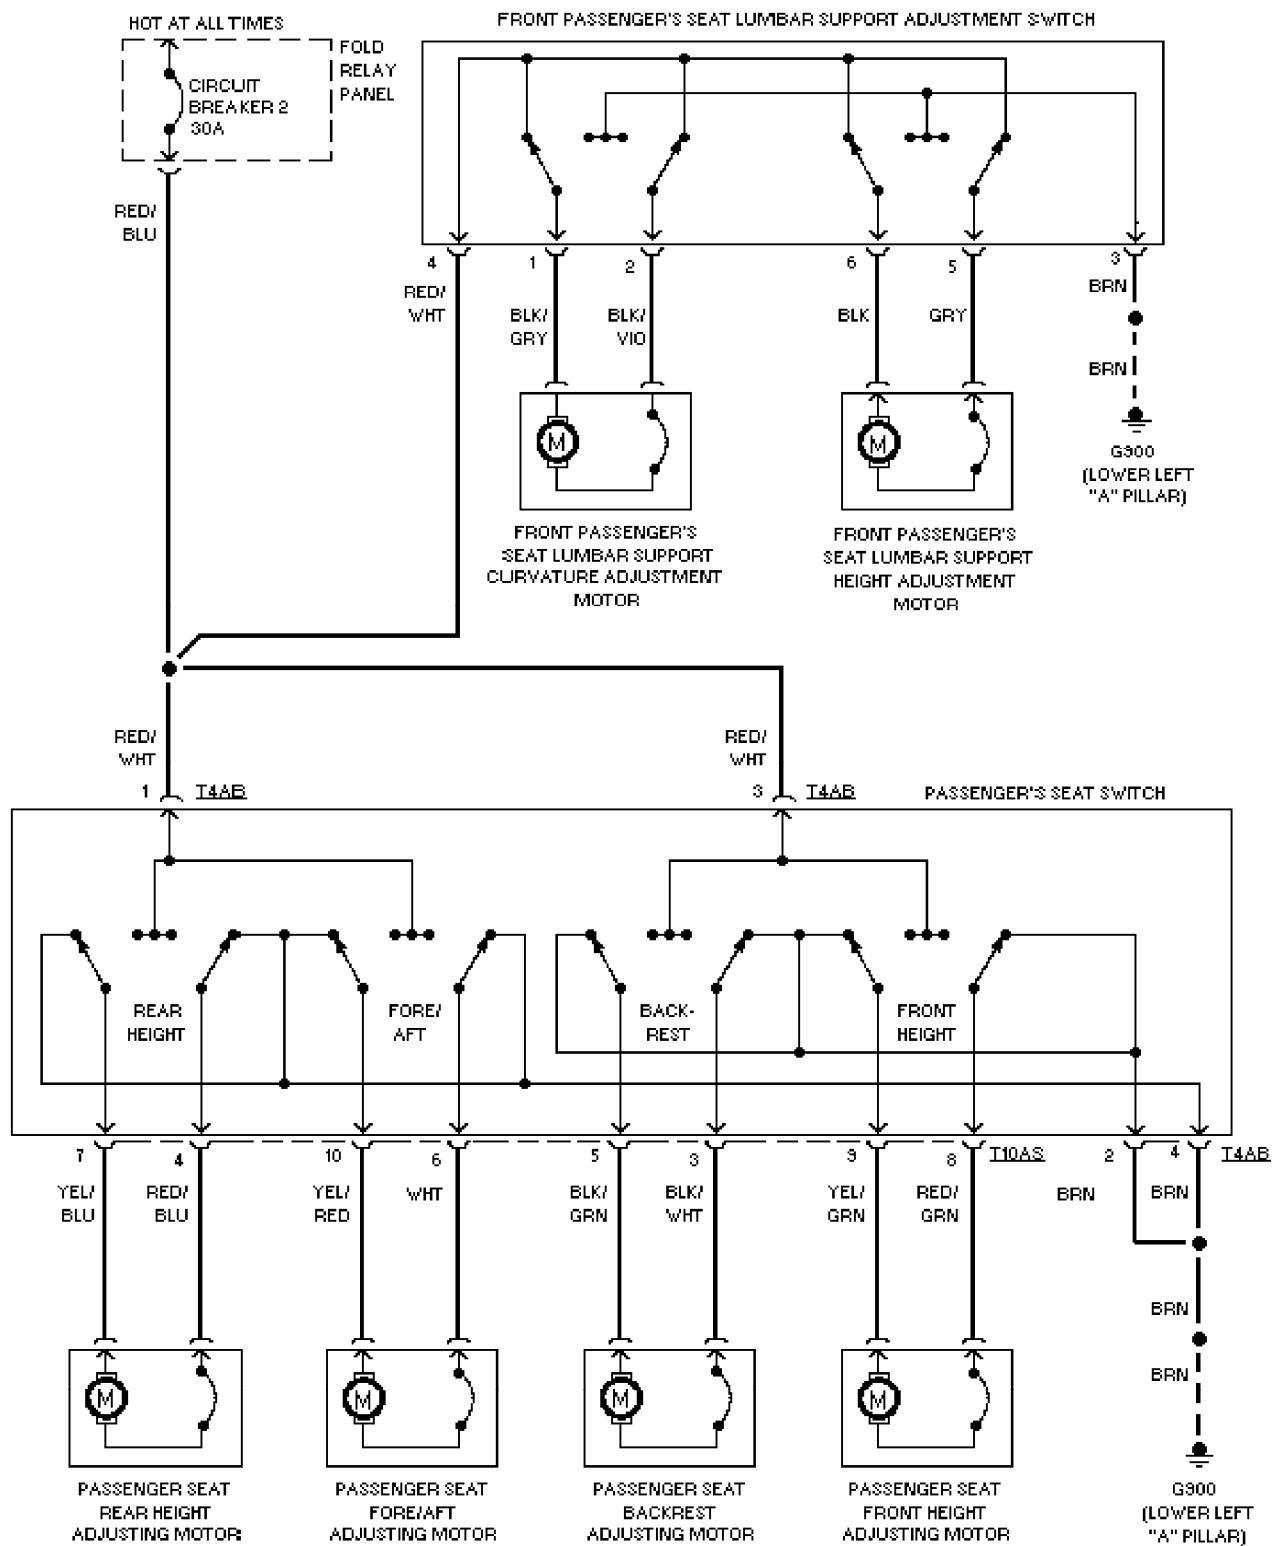 HOT AT ALL TIMES
FRONT PASSENGER'S SEAT LUMBAR SUPPORT ADJUSTMENT SWITCH
FOLD
RELAY
PANEL
CIRCUIT
BREAKER 2
30A
RED/
BLU
4
1
2
6
5
3
RED/
WHT
BLK/
GRY
BLK/
VIO
BLK
GRY
BRN
BRN
M
M
G900
(LOWER LEFT
"A" PILLAR)
FRONT PASSENGER'S
SEAT LUMBAR SUPPORT
CURVATURE ADJUSTMENT
MOTOR
FRONT PASSENGER'S
SEAT LUMBAR SUPPORT
HEIGHT ADJUSTMENT
MOTOR
RED/
WHT
RED/
WHT
1
T4AB
3
T4AB
PASSENGER'S SEAT SWITCH
REAR
HEIGHT
FORE/
AFT
BACK-
REST
FRONT
HEIGHT
7
4
10
6
5
3
9
8
T10AS
2
4
T4AB
YEL/
BLU
RED/
BLU
YEL/
RED
WHT
BLK/
GRN
BLK/
WHT
YEL/
GRN
RED/
GRN
BRN
BRN
BRN
BRN
M
M
M
M
PASSENGER SEAT
REAR HEIGHT
ADJUSTING MOTOR
PASSENGER SEAT
FORE/AFT
ADJUSTING MOTOR
PASSENGER SEAT
BACKREST
ADJUSTING MOTOR
PASSENGER SEAT
FRONT HEIGHT
ADJUSTING MOTOR
G900
(LOWER LEFT
"A" PILLAR)